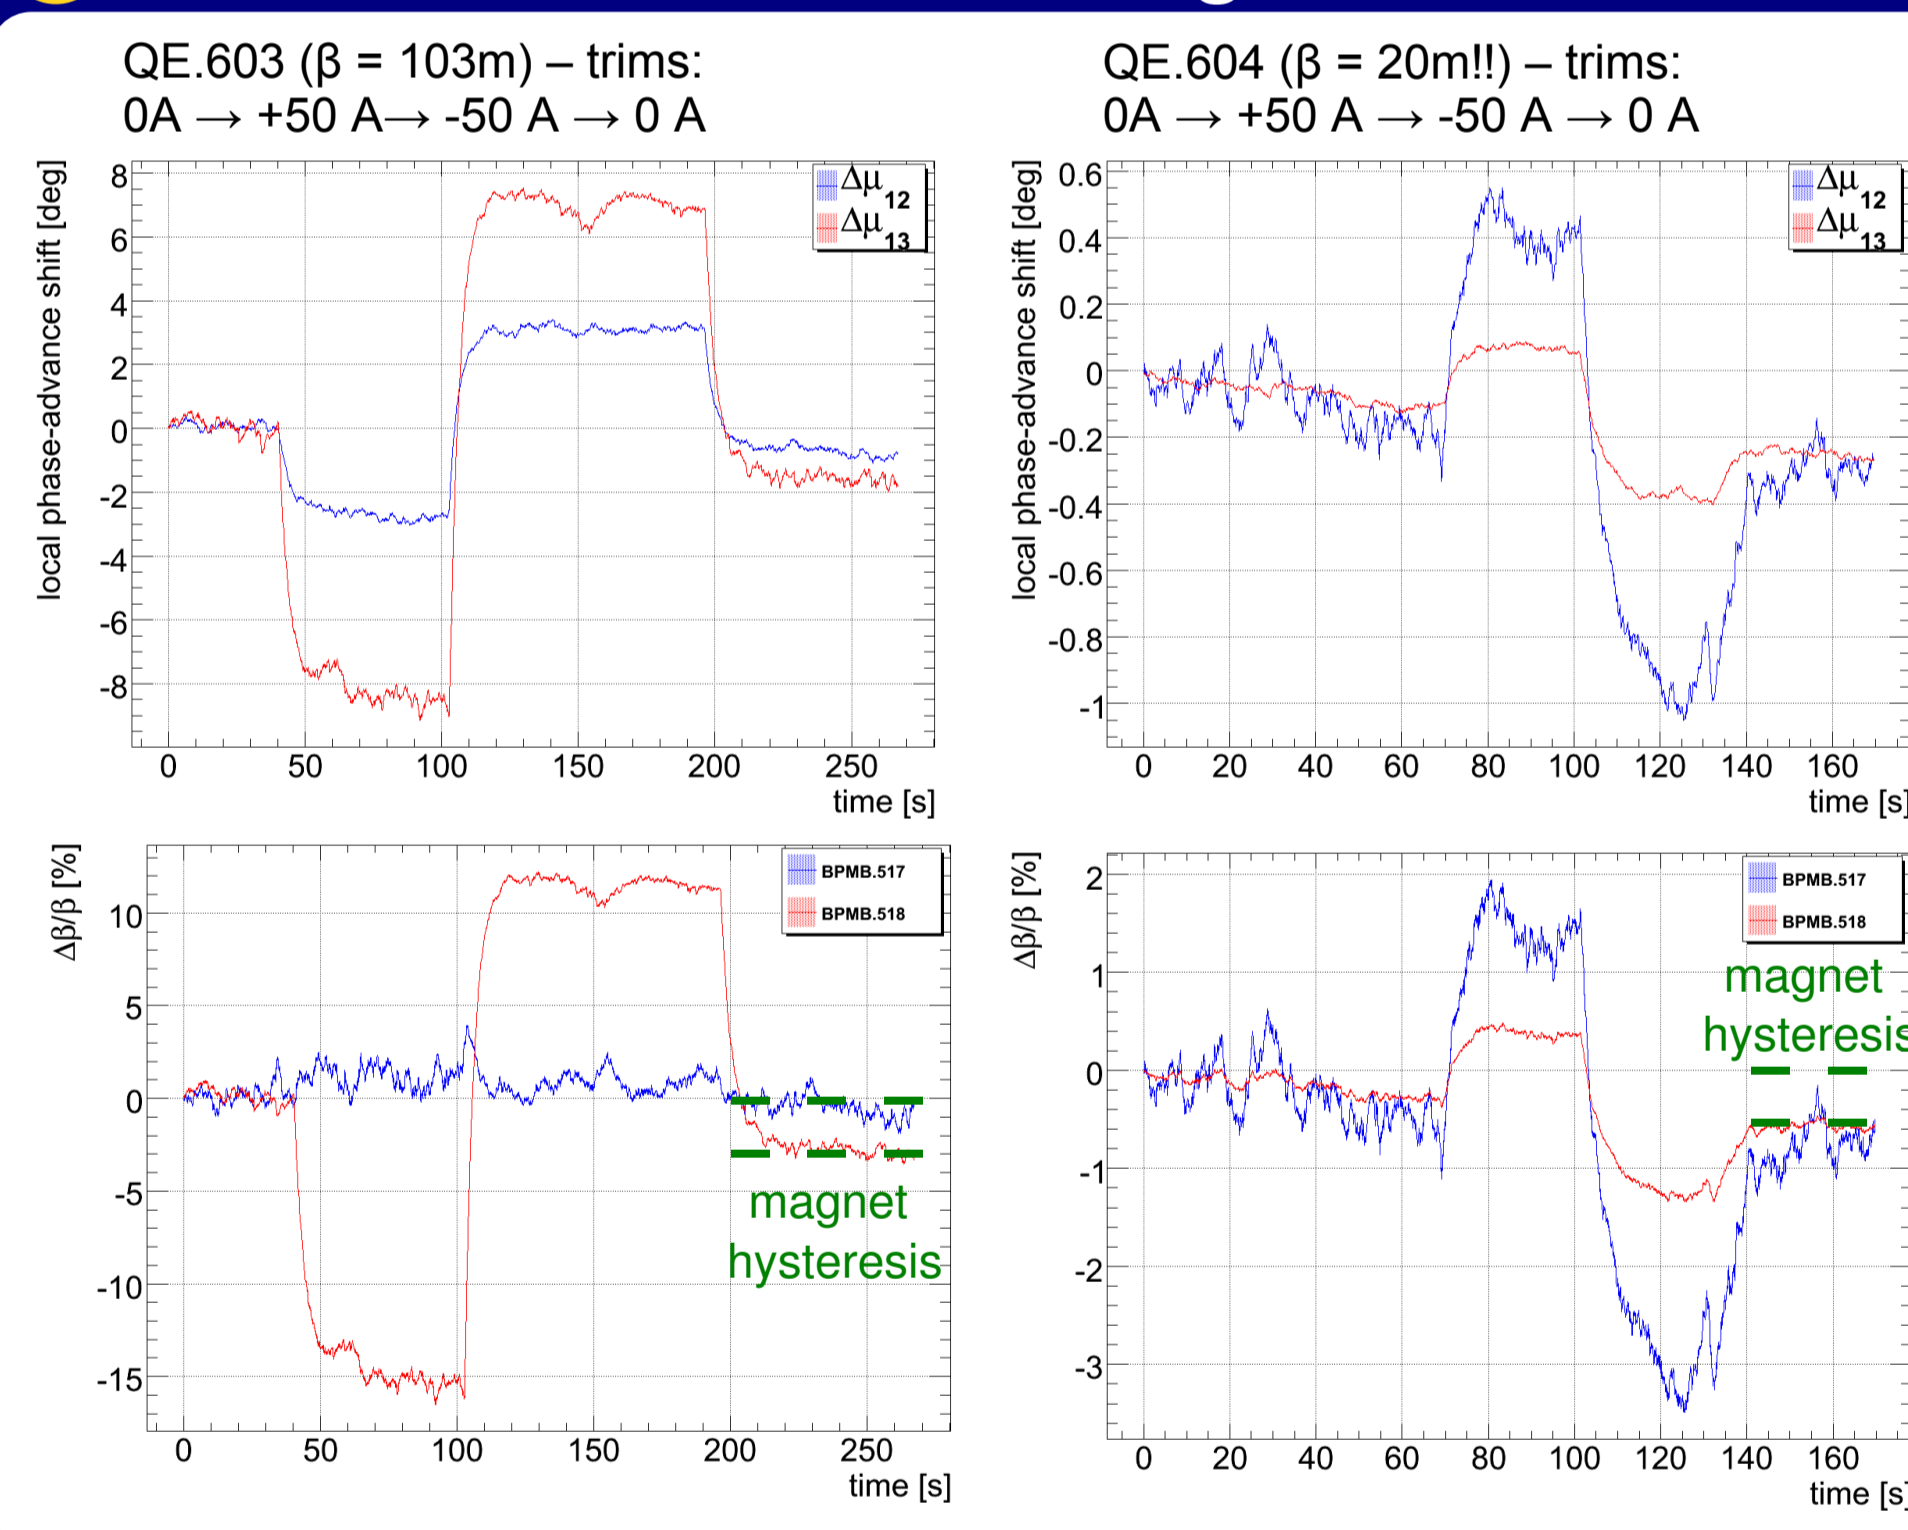 QE.603 (β = 103m) – trims:
0A → +50 A→ -50 A → 0 A
local phase-advance shift [deg]
8
6
4
2
0
-2
-4
-6
-8
Δμ12
Δμ13
0 50 100 150 200 250
time [s]
QE.604 (β = 20m!!) – trims:
0A → +50 A → -50 A → 0 A
local phase-advance shift [deg]
0.6
0.4
0.2
0
-0.2
-0.4
-0.6
-0.8
-1
Δμ12
Δμ13
0 20 40 60 80 100 120 140 160
time [s]
Δβ/β [%]
10
5
0
-5
-10
-15
BPMB.517
BPMB.518
magnet
hysteresis
0 50 100 150 200 250
time [s]
Δβ/β [%]
2
1
0
-1
-2
-3
BPMB.517
BPMB.518
magnet
hysteresis
0 20 40 60 80 100 120 140 160
time [s]